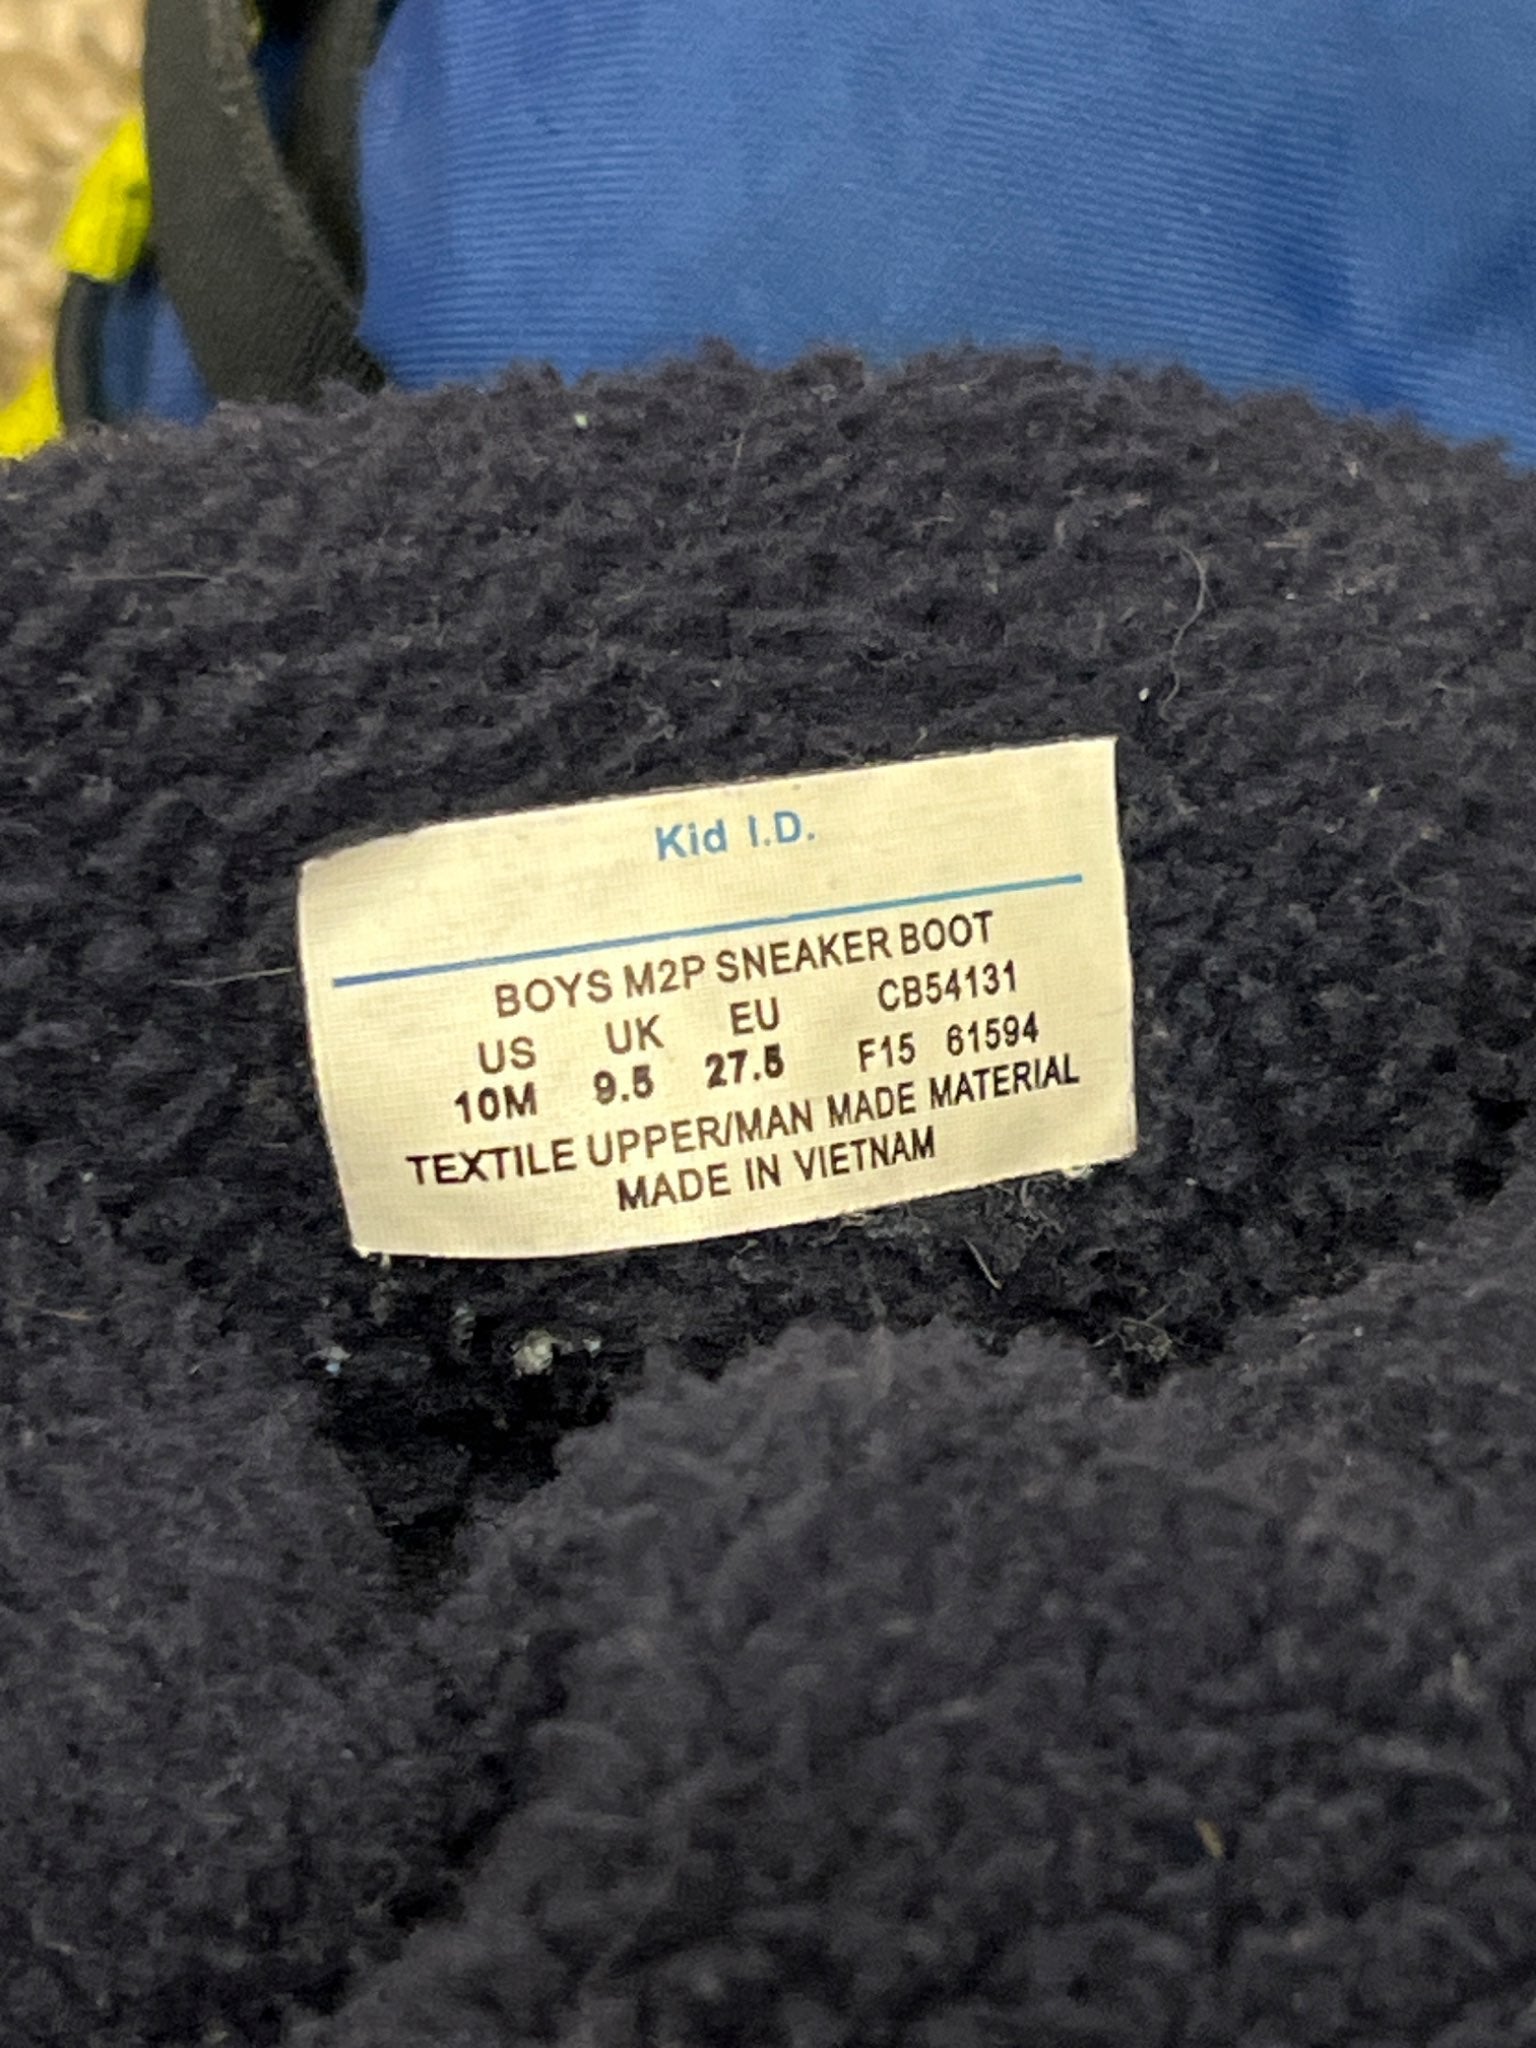 Kid I.D.
BOYS M2P SNEAKER BOOT
US UK EU CB54131
10M 9.5 27.5 F15 61594
TEXTILE UPPER/MAN MADE MATERIAL
MADE IN VIETNAM